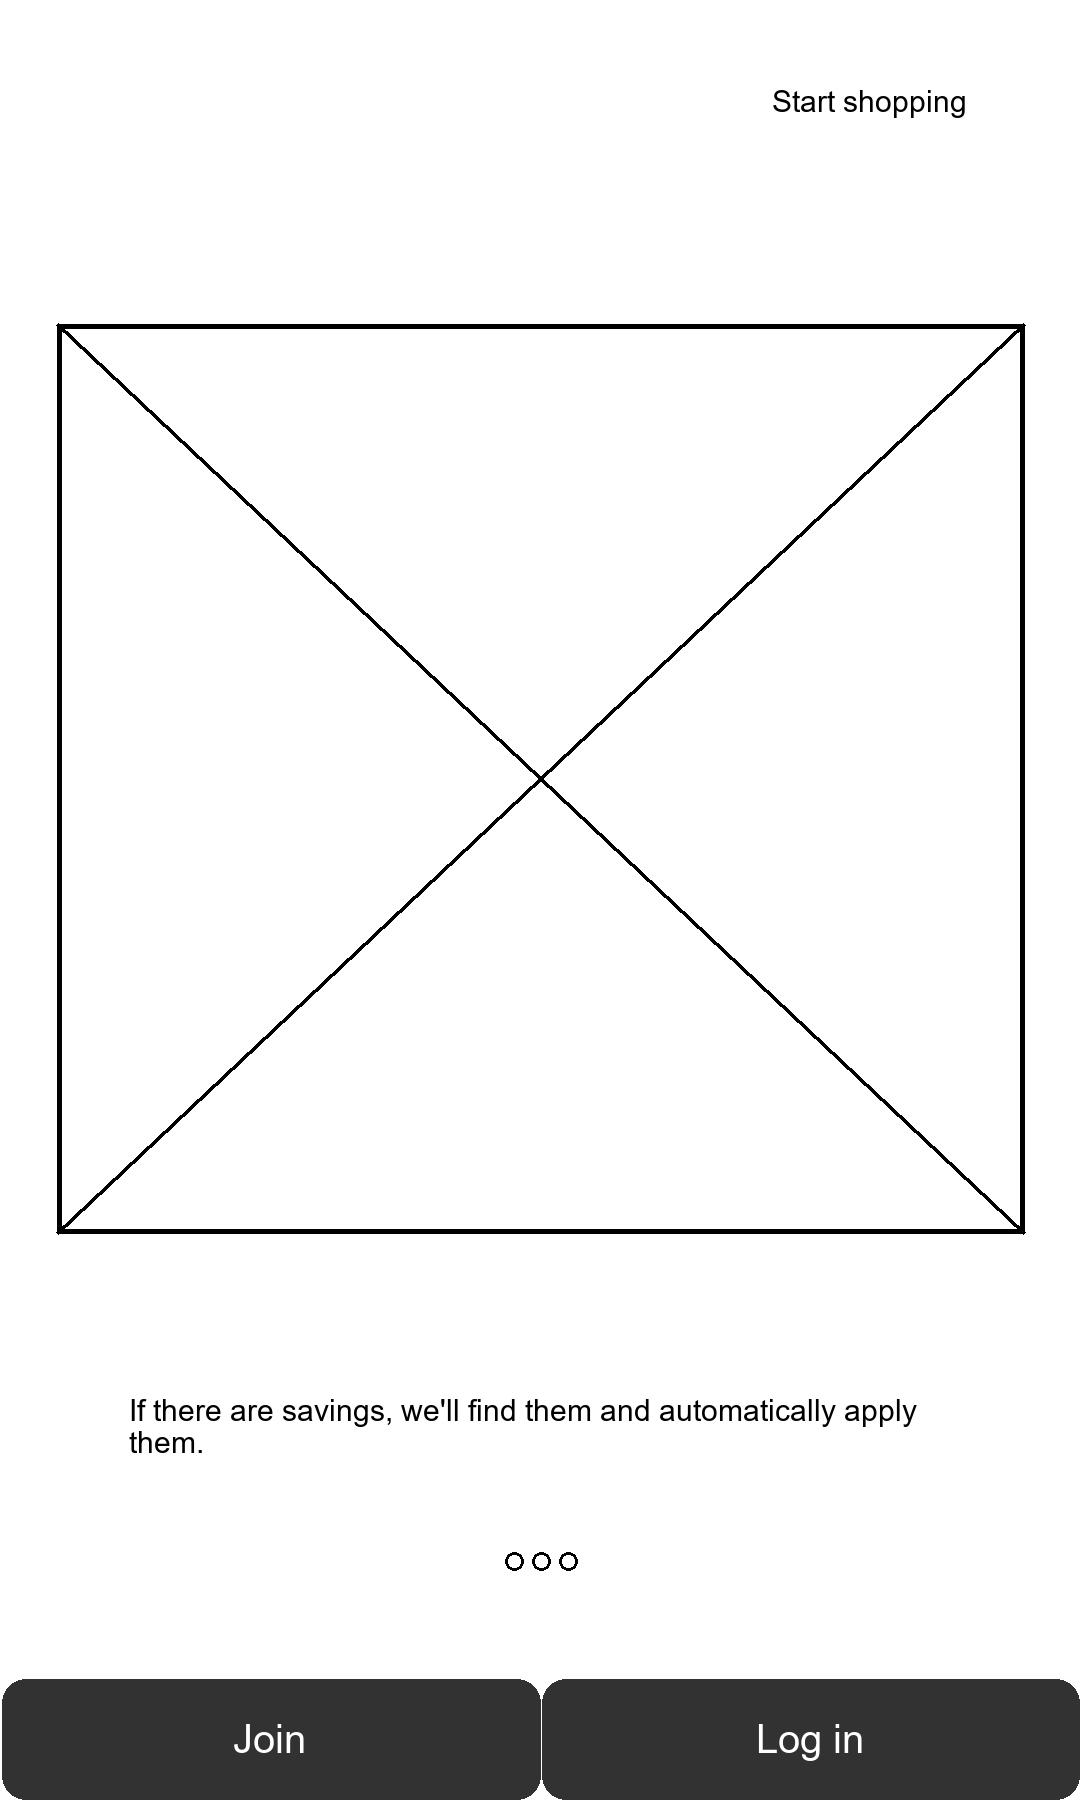 Start shopping
If there are savings, we'll find them and automatically apply
them.
Join
Log in